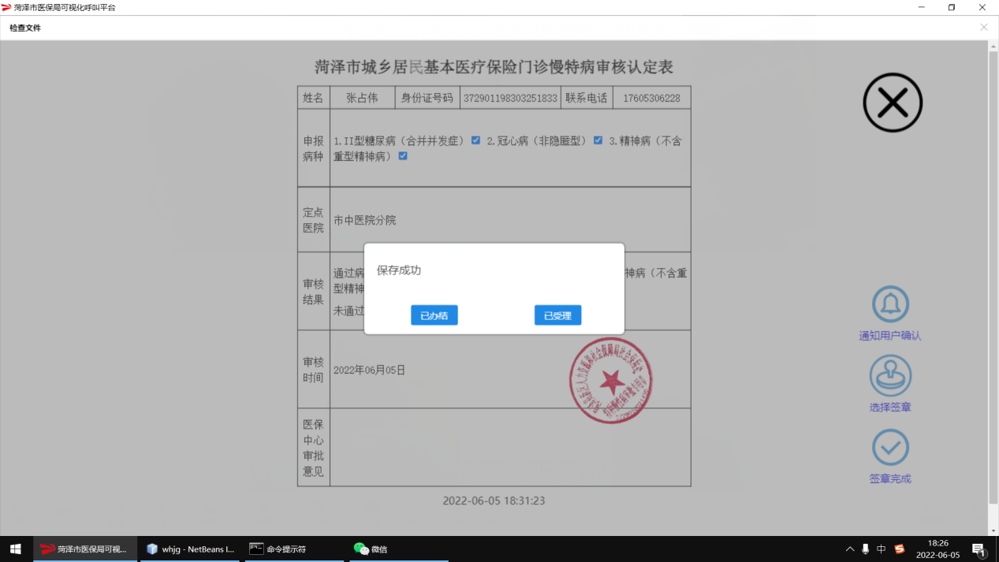 菏泽市医保局可视化呼叫平台
检查文件
菏泽市城乡居民基本医疗保险门诊慢特病审核认定表
姓名 张占伟 身份证号码 372901198303251833 联系电话 17605306228
申报病种
1.II型糖尿病（合并并发症） 2.冠心病（非隐匿型） 3.精神病（不含
重型精神病）
定点医院
市中医院分院
审核结果
通过病
神病（不含重
型精神
未通过
保存成功
已办结 已受理
通知用户确认
审核时间
2022年06月05日
选择签章
医保中心审批意见
签章完成
2022-06-05 18:31:23
菏泽市医保局可视...
whjg - NetBeans I...
命令提示符
微信
中
18:26
2022-06-05
1